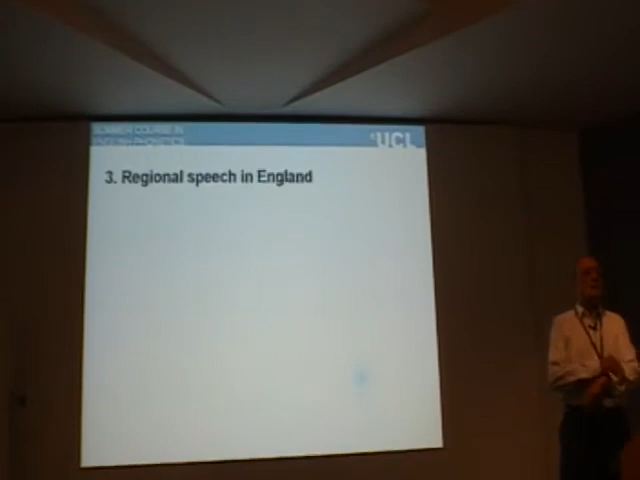 SUMMER COURSE IN
ENGLISH PHONETICS
UCL
3. Regional speech in England